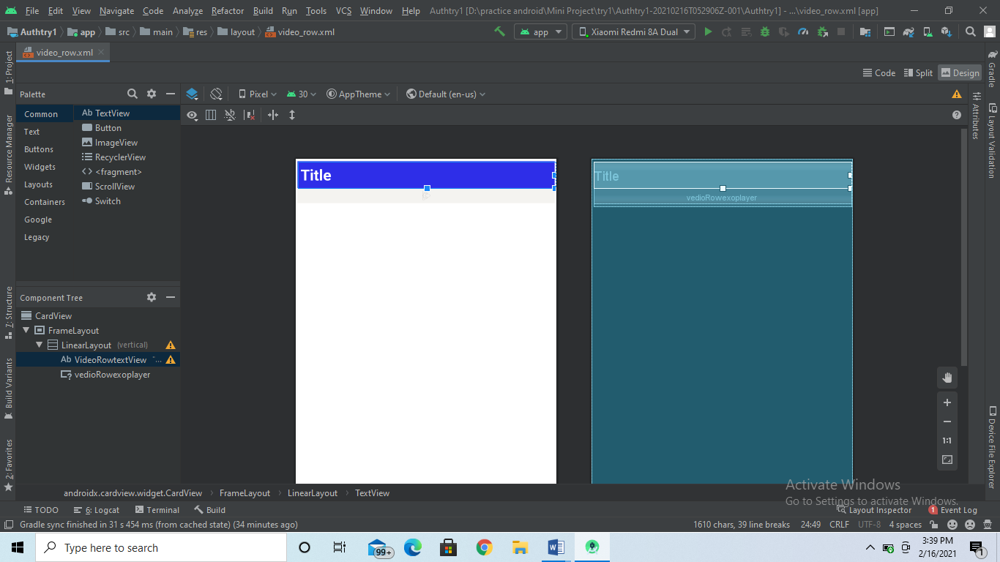 File Edit View Navigate Code Analyze Refactor Build Run Tools VCS Window Help Authtry1 [D:\practice android\Mini Project\try1\Authtry1-20210216T052906Z-001\Authtry1] - ...\video_row.xml [app]
Authtry1 app src main res layout video_row.xml app Xiaomi Redmi 8A Dual
video_row.xml
Code Split Design
Palette Pixel 30 AppTheme Default (en-us)
Common
Text
Buttons
Widgets
Layouts
Containers
Google
Legacy
Ab TextView
Button
ImageView
RecyclerView
<fragment>
ScrollView
Switch
Title
Title
vedioRowexoplayer
Component Tree
CardView
FrameLayout
LinearLayout (vertical)
Ab VideoRowtextView "...
vedioRowexoplayer
1: Project
Resource Manager
7: Structure
Build Variants
2: Favorites
Gradle
Attributes
Layout Validation
Device File Explorer
1:1
Activate Windows
Go to Settings to activate Windows.
androidx.cardview.widget.CardView FrameLayout LinearLayout TextView
TODO 6: Logcat Terminal Build Layout Inspector 1 Event Log
Gradle sync finished in 31 s 454 ms (from cached state) (34 minutes ago) 1610 chars, 39 line breaks 24:49 CRLF UTF-8 4 spaces
Type here to search 99+ 3:39 PM
2/16/2021 1